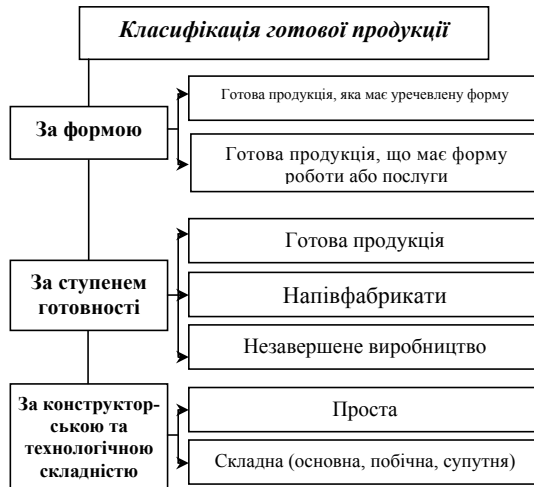 Класифікація готової продукції
За формою
Готова продукція, яка має уречевлену форму
Готова продукція, що має форму
роботи або послуги
За ступенем
готовності
Готова продукція
Напівфабрикати
Незавершене виробництво
За конструктор-
ською та
технологічною
складністю
Проста
Складна (основна, побічна, супутня)